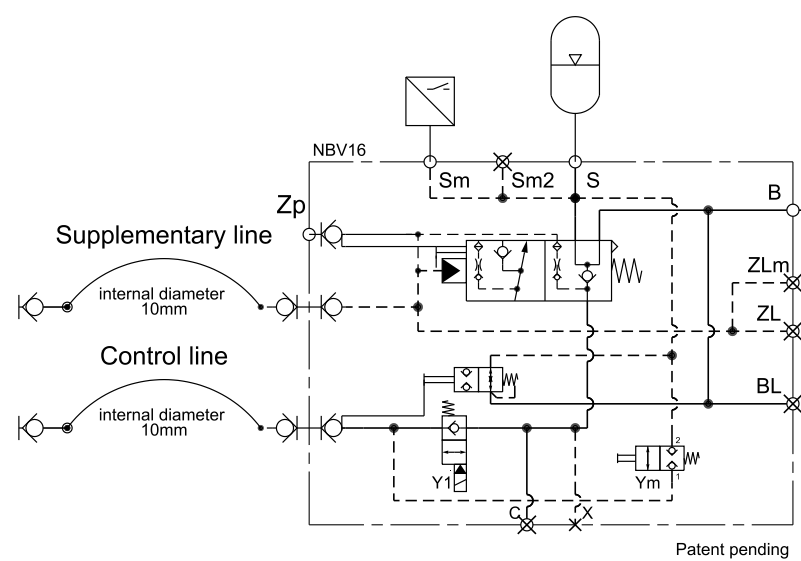 NBV16
Sm
Sm2
S
B
Zp
Supplementary line
internal diameter
10mm
ZLm
ZL
Control line
internal diameter
10mm
BL
Y1
Ym
2
1
C
X
Patent pending